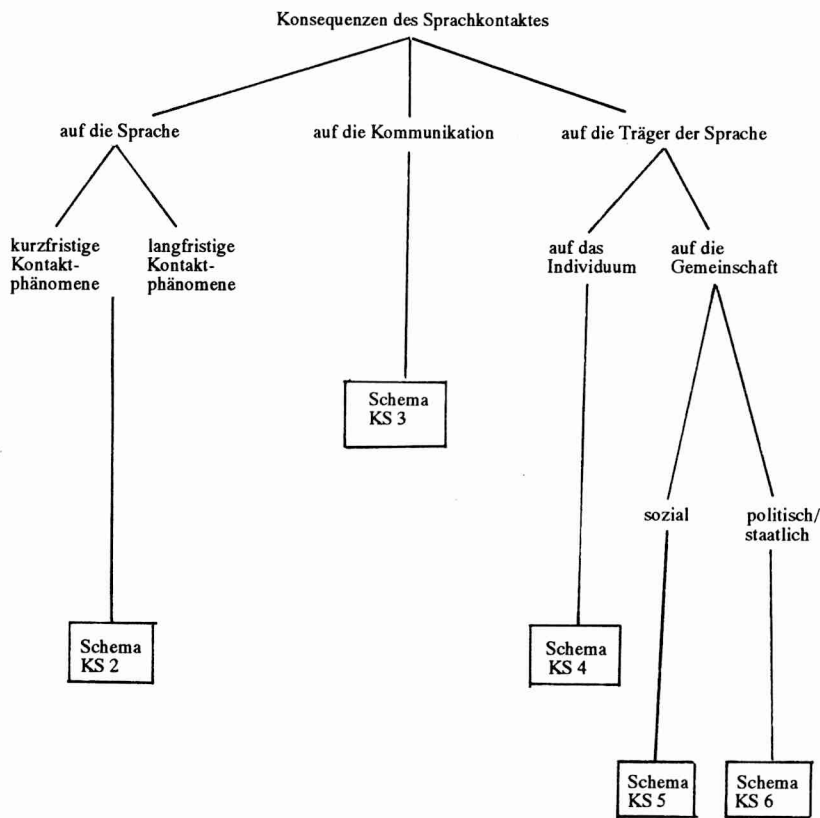 Konsequenzen des Sprachkontaktes
auf die Sprache
auf die Kommunikation
auf die Träger der Sprache
kurzfristige
Kontakt-
phänomene
langfristige
Kontakt-
phänomene
auf das
Individuum
auf die
Gemeinschaft
Schema
KS 3
sozial
politisch/
staatlich
Schema
KS 2
Schema
KS 4
Schema
KS 5
Schema
KS 6